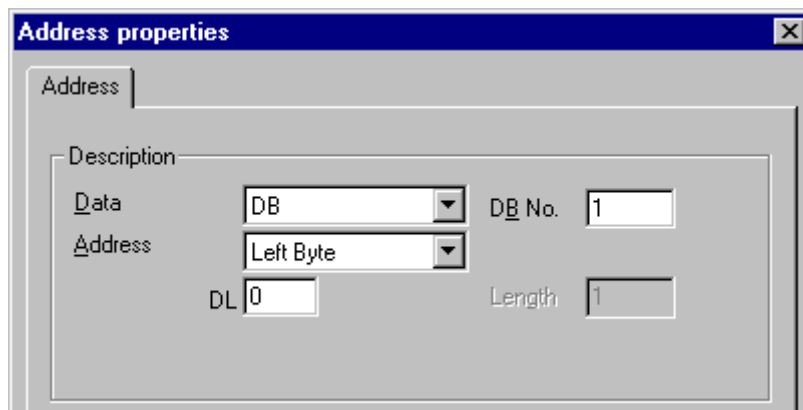 Address properties
Address
Description
Data DB DB No. 1
Address Left Byte
DL 0 Length 1